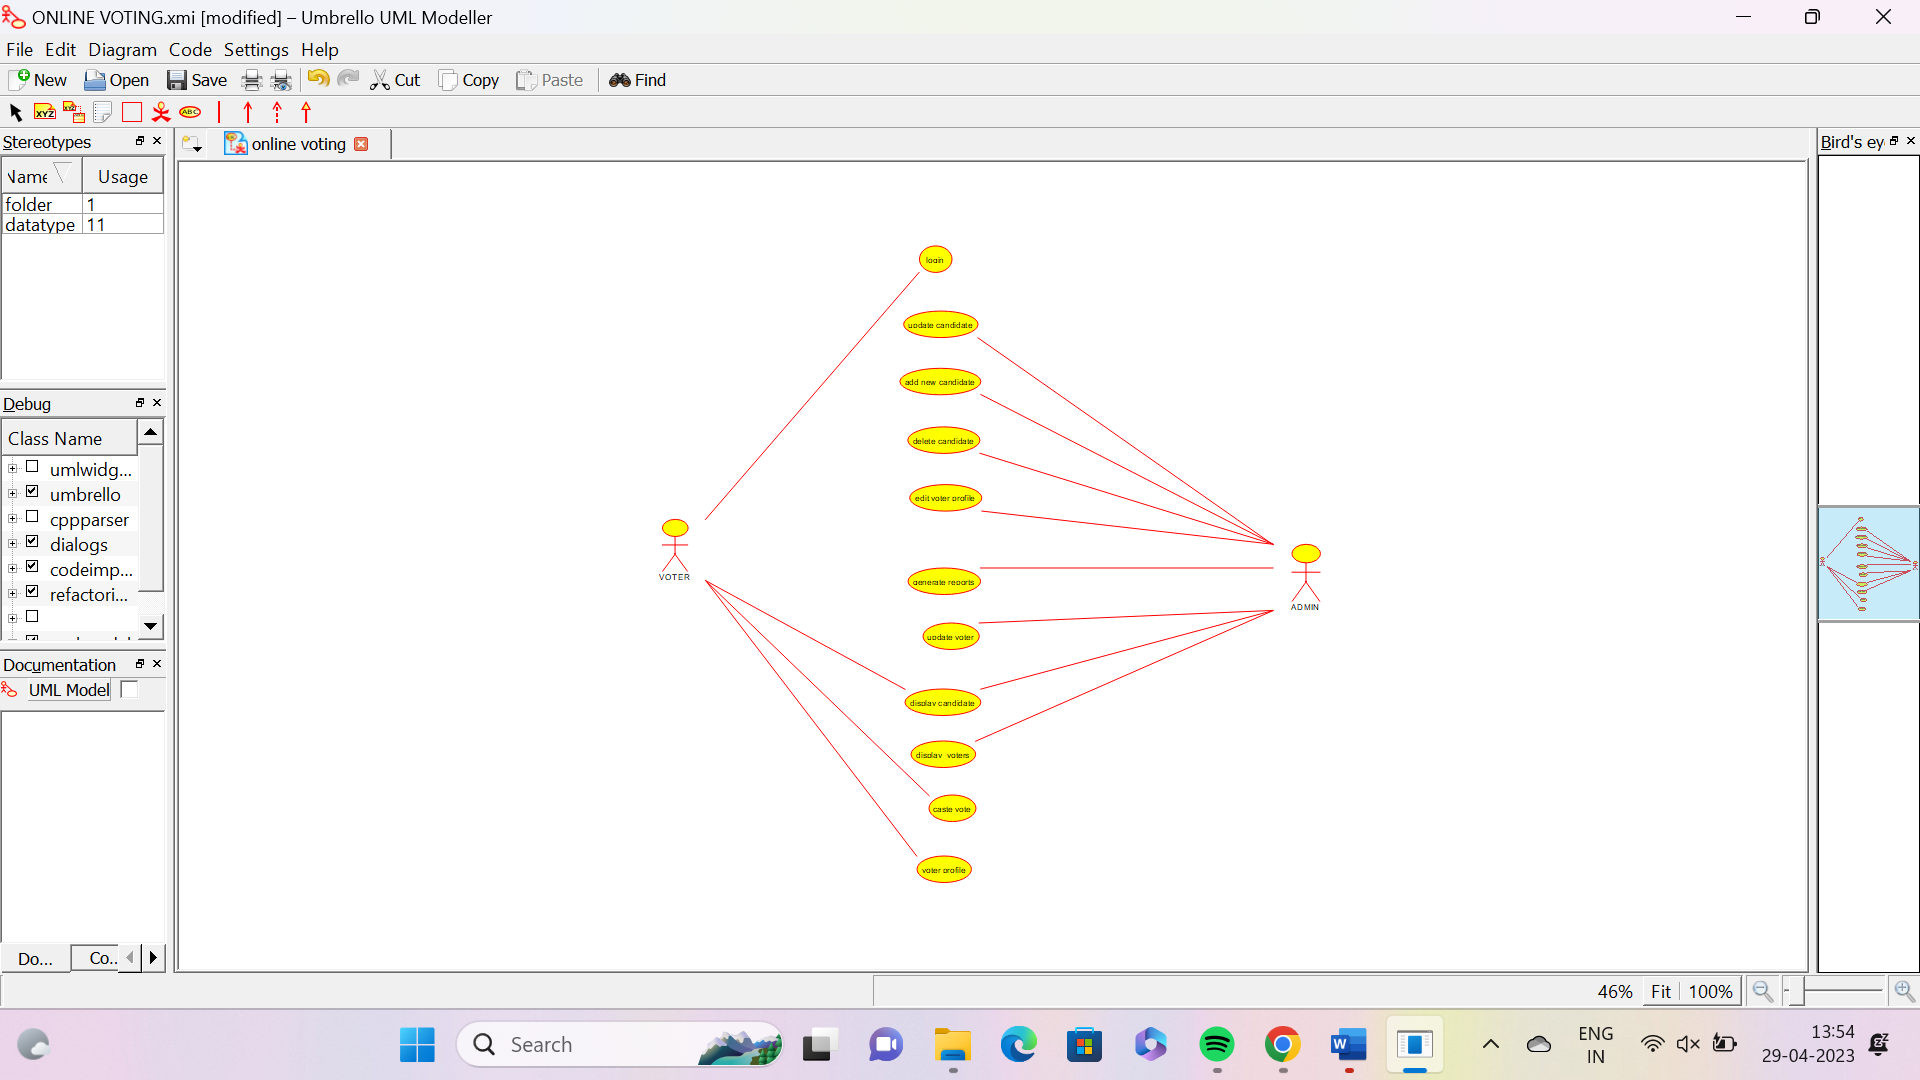 ONLINE VOTING.xmi [modified] – Umbrello UML Modeller
File Edit Diagram Code Settings Help
New Open Save Cut Copy Paste Find
XYZ XYZ ABC
Stereotypes
online voting
Bird's ey
Name Usage
folder 1
datatype 11
login
update candidate
add new candidate
delete candidate
edit voter profile
VOTER
generate reports
ADMIN
update voter
display candidate
display voters
caste vote
voter profile
Debug
Class Name
umlwidg...
umbrello
cppparser
dialogs
codeimp...
refactori...
Documentation
UML Model
Do... Co..
46% Fit 100%
Search
ENG
IN
13:54
29-04-2023